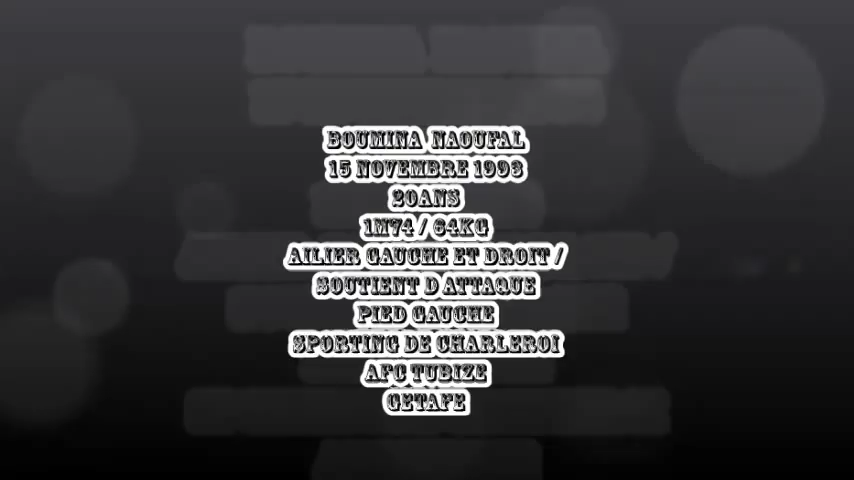 BOUMINA NAOUFAL
15 NOVEMBRE 1993
20ANS
1M74 / 64KG
AILIER GAUCHE ET DROIT /
SOUTIENT D ATTAQUE
PIED GAUCHE
SPORTING DE CHARLEROI
AFC TUBIZE
GETAFE